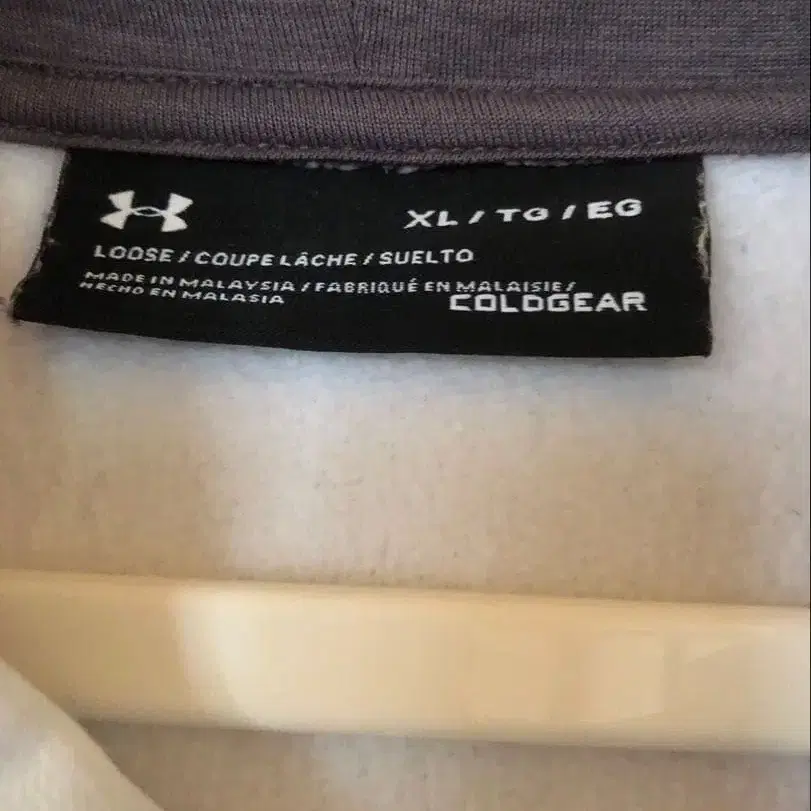 XL / TG / EG
LOOSE / COUPE LÂCHE / SUELTO
MADE IN MALAYSIA / FABRIQUÉ EN MALAISIE /
HECHO EN MALASIA
COLDGEAR